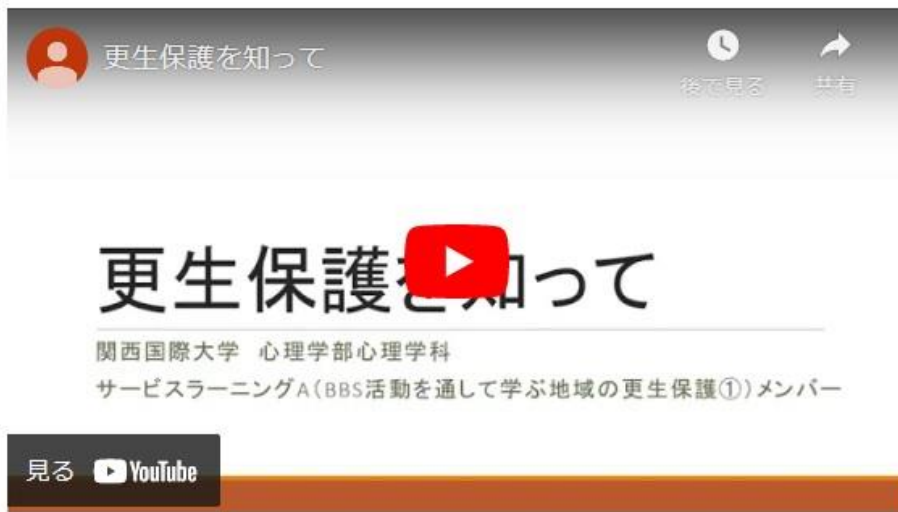 更生保護を知って
後で見る
共有
更生保護を知って
関西国際大学 心理学部心理学科
サービスラーニングA(BBS活動を通して学ぶ地域の更生保護①)メンバー
見る YouTube